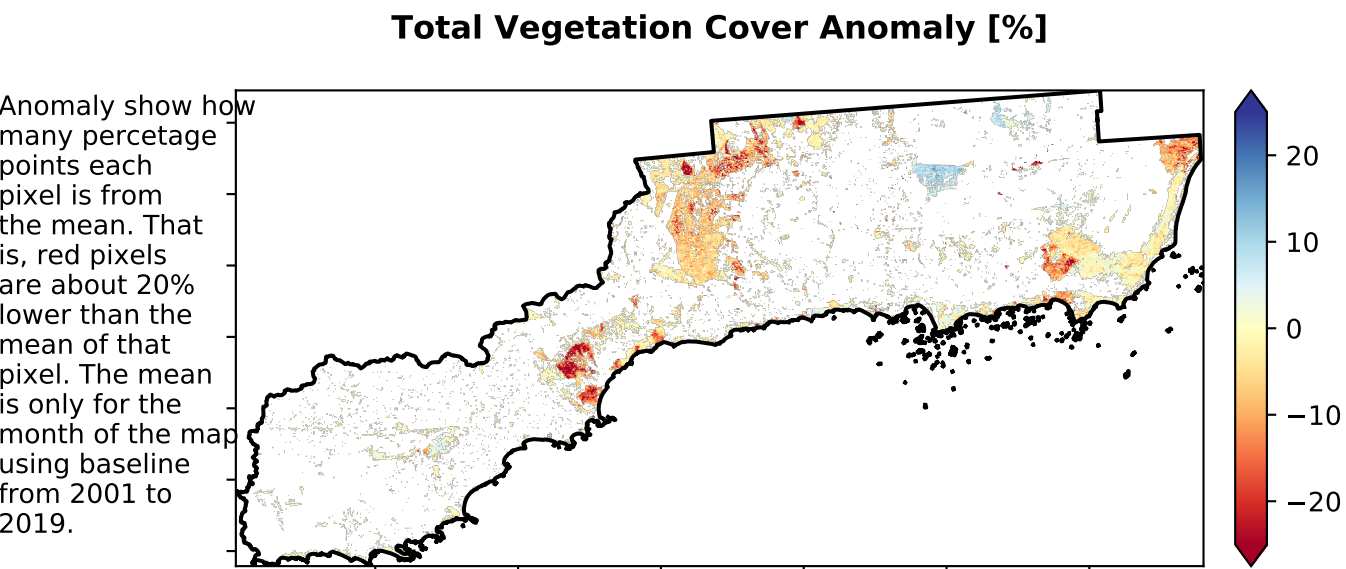 Total Vegetation Cover Anomaly [%]
Anomaly show how
many percetage
points each
pixel is from
the mean. That
is, red pixels
are about 20%
lower than the
mean of that
pixel. The mean
is only for the
month of the map
using baseline
from 2001 to
2019.
20
10
0
−10
−20